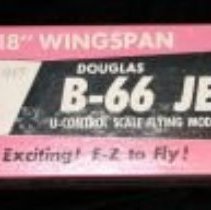 18" WINGSPAN
DOUGLAS
B-66 JE
U-CONTROL SCALE FLYING MOD
Exciting! E-Z to Fly!